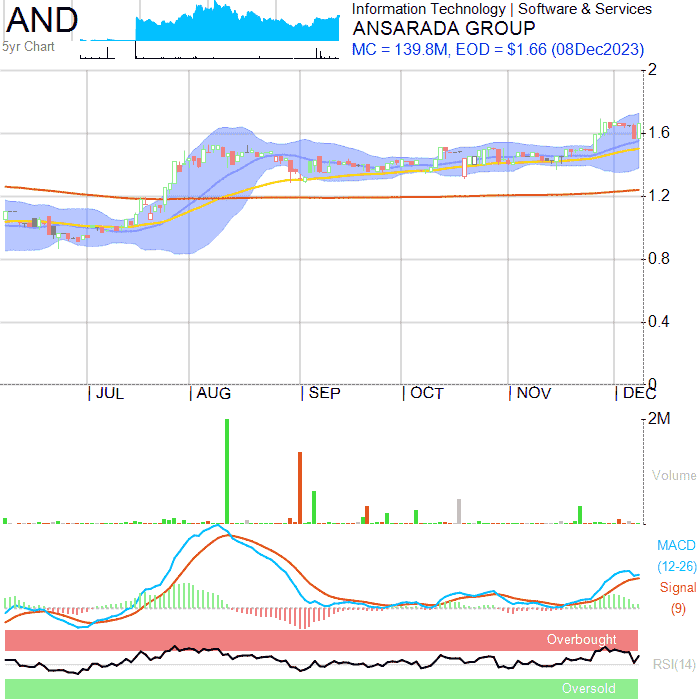 AND
5yr Chart
Information Technology | Software & Services
ANSARADA GROUP
MC = 139.8M, EOD = $1.66 (08Dec2023)
2
1.6
1.2
0.8
0.4
0
JUL AUG SEP OCT NOV DEC
2M
Volume
MACD
(12-26)
Signal
(9)
Overbought
RSI(14)
Oversold